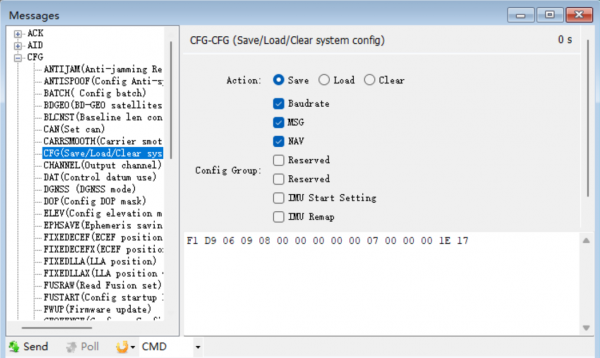 Messages
ACK
AID
CFG
ANTIJAM(Anti-jamming Re
ANTISPOOF(Config Anti-s
BATCH( Config batch)
BDGEO(BD-GEO satellites
BLCNST(Baseline len con
CAN(Set can)
CARRSMOOTH(Carrier smot
CFG(Save/Load/Clear sys
CHANNEL(Output channel)
DAT(Control datum use)
DGNSS (DGNSS mode)
DOP(Config DOP mask)
ELEV(Config elevation m
EPHSAVE(Ephemeris savin
FIXEDECEF(ECEF position
FIXEDECEFX(ECEF positio
FIXEDLLA(LLA position)
FIXEDLLAX(LLA position
FUSRAW(Read Fusion set)
FUSTART(Config startup
FWUP(Firmware update)
CFG-CFG (Save/Load/Clear system config) 0 s
Action: Save Load Clear
Baudrate
MSG
NAV
Reserved
Config Group:
Reserved
IMU Start Setting
IMU Remap
F1 D9 06 09 08 00 00 00 00 00 07 00 00 00 1E 17
Send Poll CMD